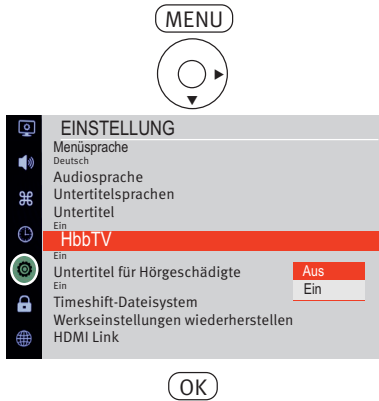 MENU
EINSTELLUNG
Menüsprache
Deutsch
Audiosprache
Untertitelsprachen
Untertitel
Ein
HbbTV
Ein
Untertitel für Hörgeschädigte
Ein
Aus
Ein
Timeshift-Dateisystem
Werkseinstellungen wiederherstellen
HDMI Link
OK